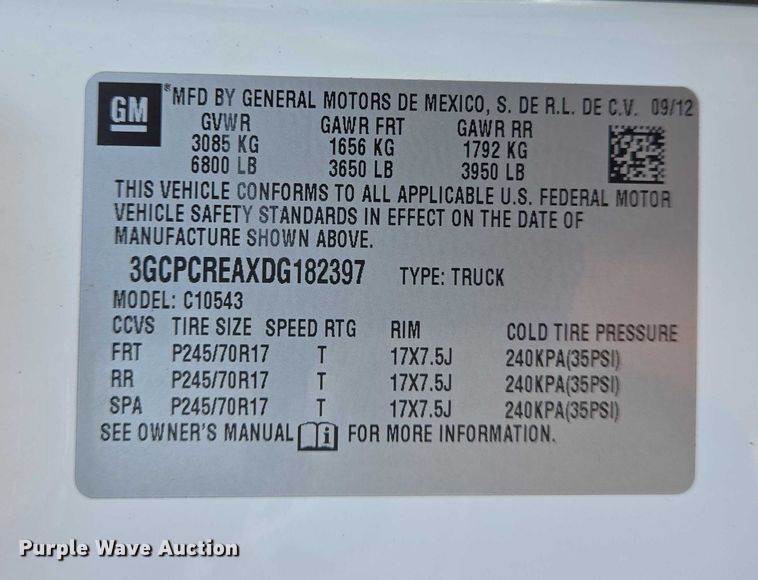 GM
®MFD BY GENERAL MOTORS DE MEXICO, S. DE R.L. DE C.V. 09/12
GVWR GAWR FRT GAWR RR
3085 KG 1656 KG 1792 KG
6800 LB 3650 LB 3950 LB
THIS VEHICLE CONFORMS TO ALL APPLICABLE U.S. FEDERAL MOTOR
VEHICLE SAFETY STANDARDS IN EFFECT ON THE DATE OF
MANUFACTURE SHOWN ABOVE.
3GCPCREAXDG182397 TYPE: TRUCK
MODEL: C10543
CCVS TIRE SIZE SPEED RTG RIM COLD TIRE PRESSURE
FRT P245/70R17 T 17X7.5J 240KPA(35PSI)
RR P245/70R17 T 17X7.5J 240KPA(35PSI)
SPA P245/70R17 T 17X7.5J 240KPA(35PSI)
SEE OWNER'S MANUAL i FOR MORE INFORMATION.
Purple Wave Auction